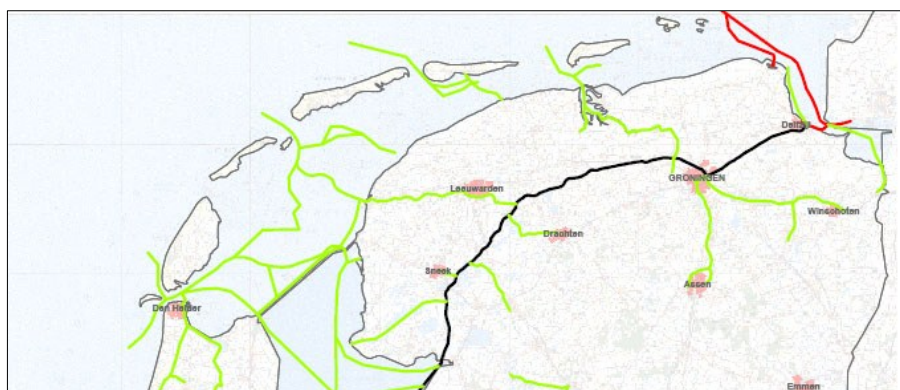 Delfzijl
GRONINGEN
Leeuwarden
Winschoten
Drachten
Sneek
Assen
Den Helder
Emmen